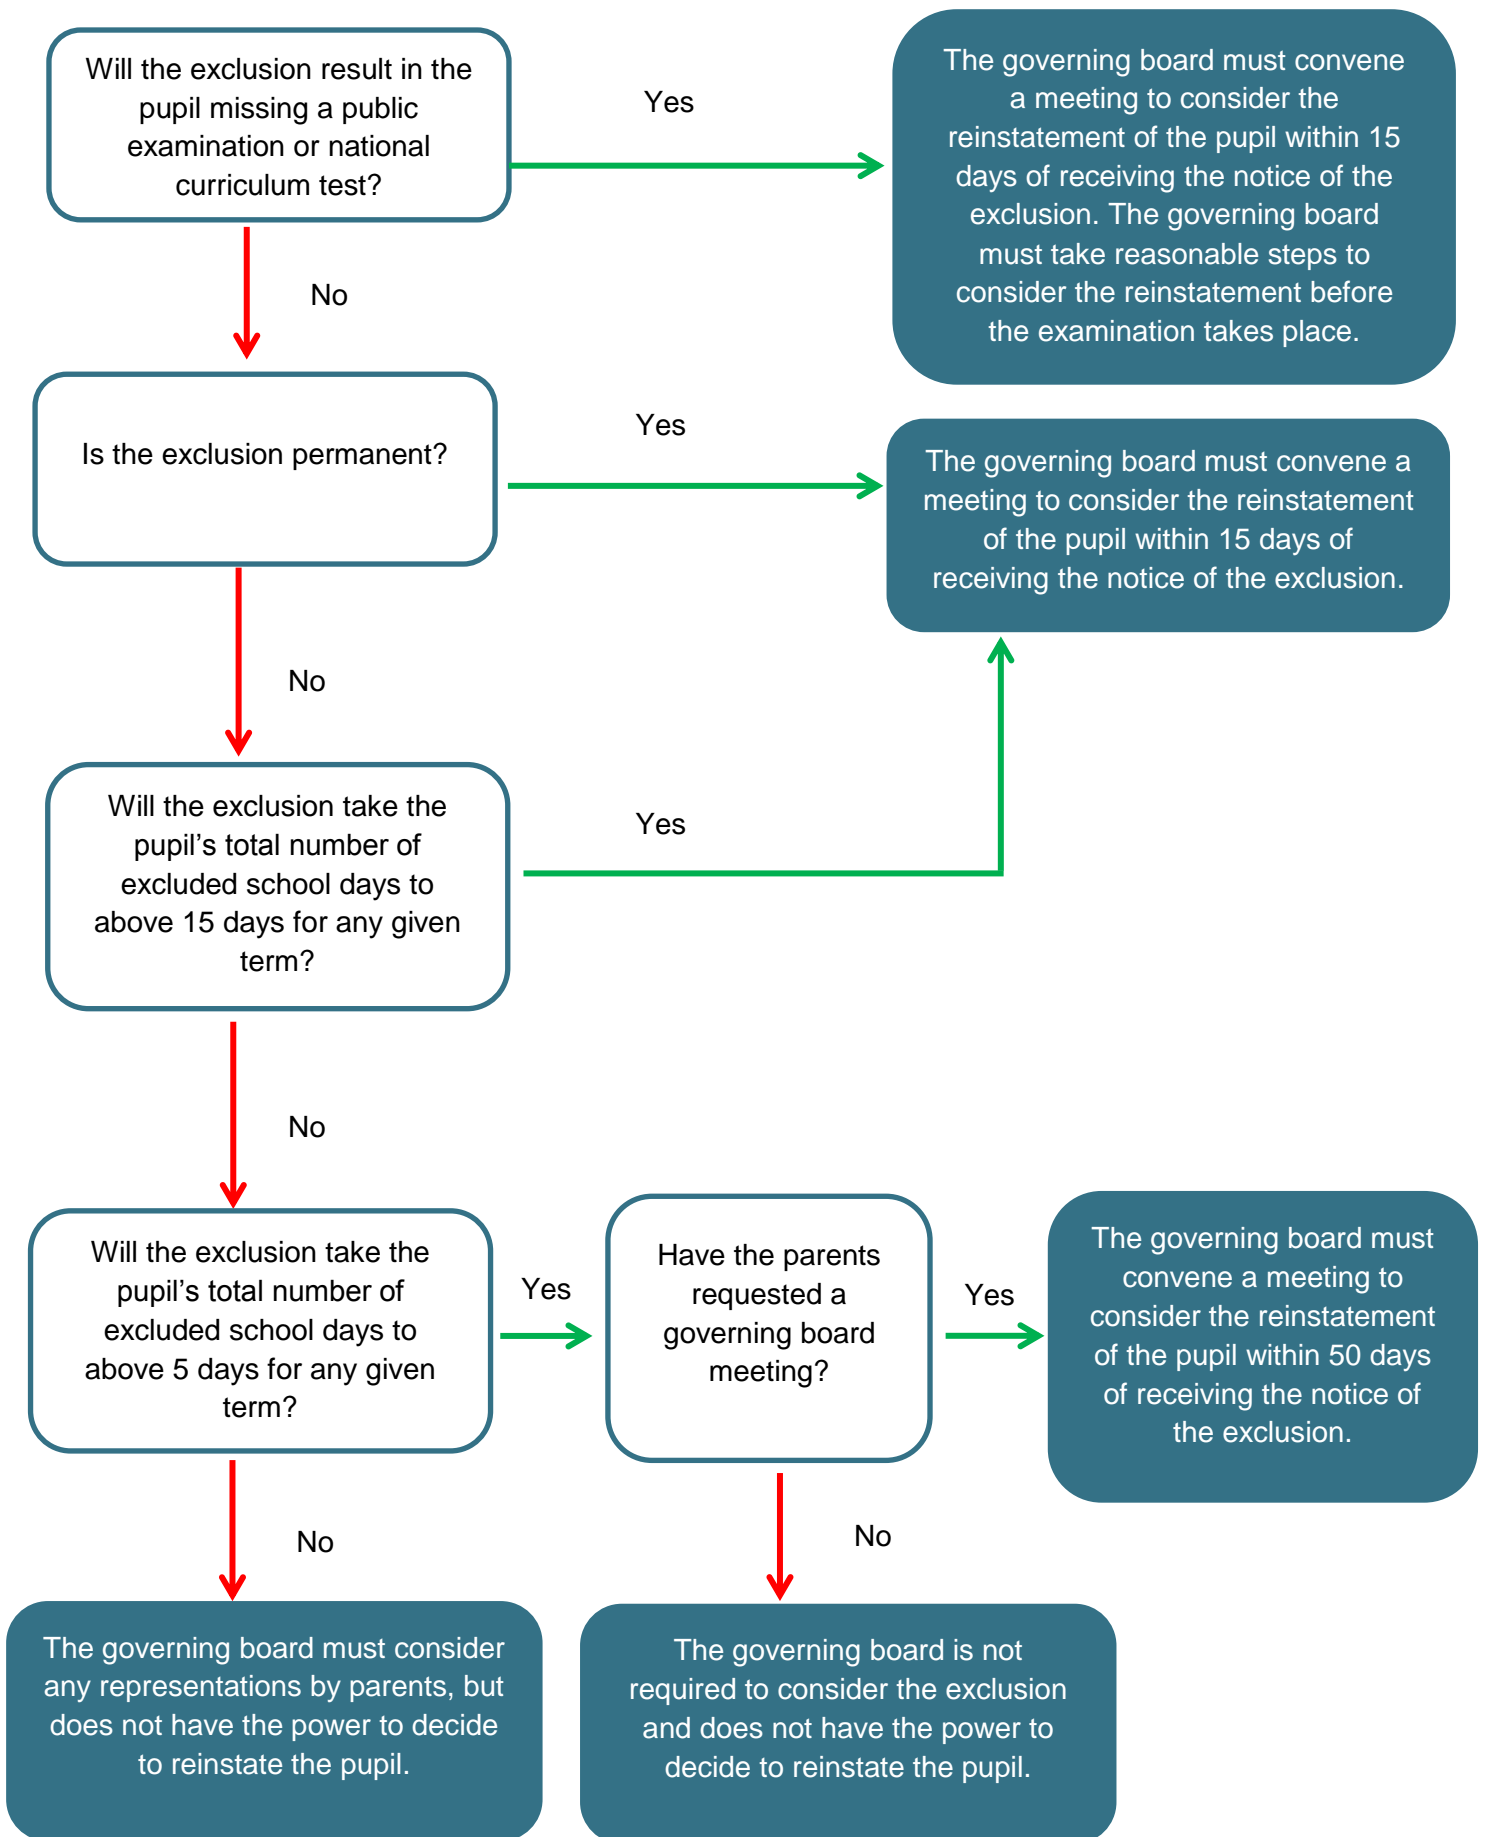 Will the exclusion result in the
pupil missing a public
examination or national
curriculum test?
Yes
The governing board must convene
a meeting to consider the
reinstatement of the pupil within 15
days of receiving the notice of the
exclusion. The governing board
must take reasonable steps to
consider the reinstatement before
the examination takes place.
No
Is the exclusion permanent?
Yes
The governing board must convene a
meeting to consider the reinstatement
of the pupil within 15 days of
receiving the notice of the exclusion.
No
Will the exclusion take the
pupil’s total number of
excluded school days to
above 15 days for any given
term?
Yes
No
Will the exclusion take the
pupil’s total number of
excluded school days to
above 5 days for any given
term?
Yes
Have the parents
requested a
governing board
meeting?
Yes
The governing board must
convene a meeting to
consider the reinstatement
of the pupil within 50 days
of receiving the notice of
the exclusion.
No
No
The governing board must consider
any representations by parents, but
does not have the power to decide
to reinstate the pupil.
The governing board is not
required to consider the exclusion
and does not have the power to
decide to reinstate the pupil.